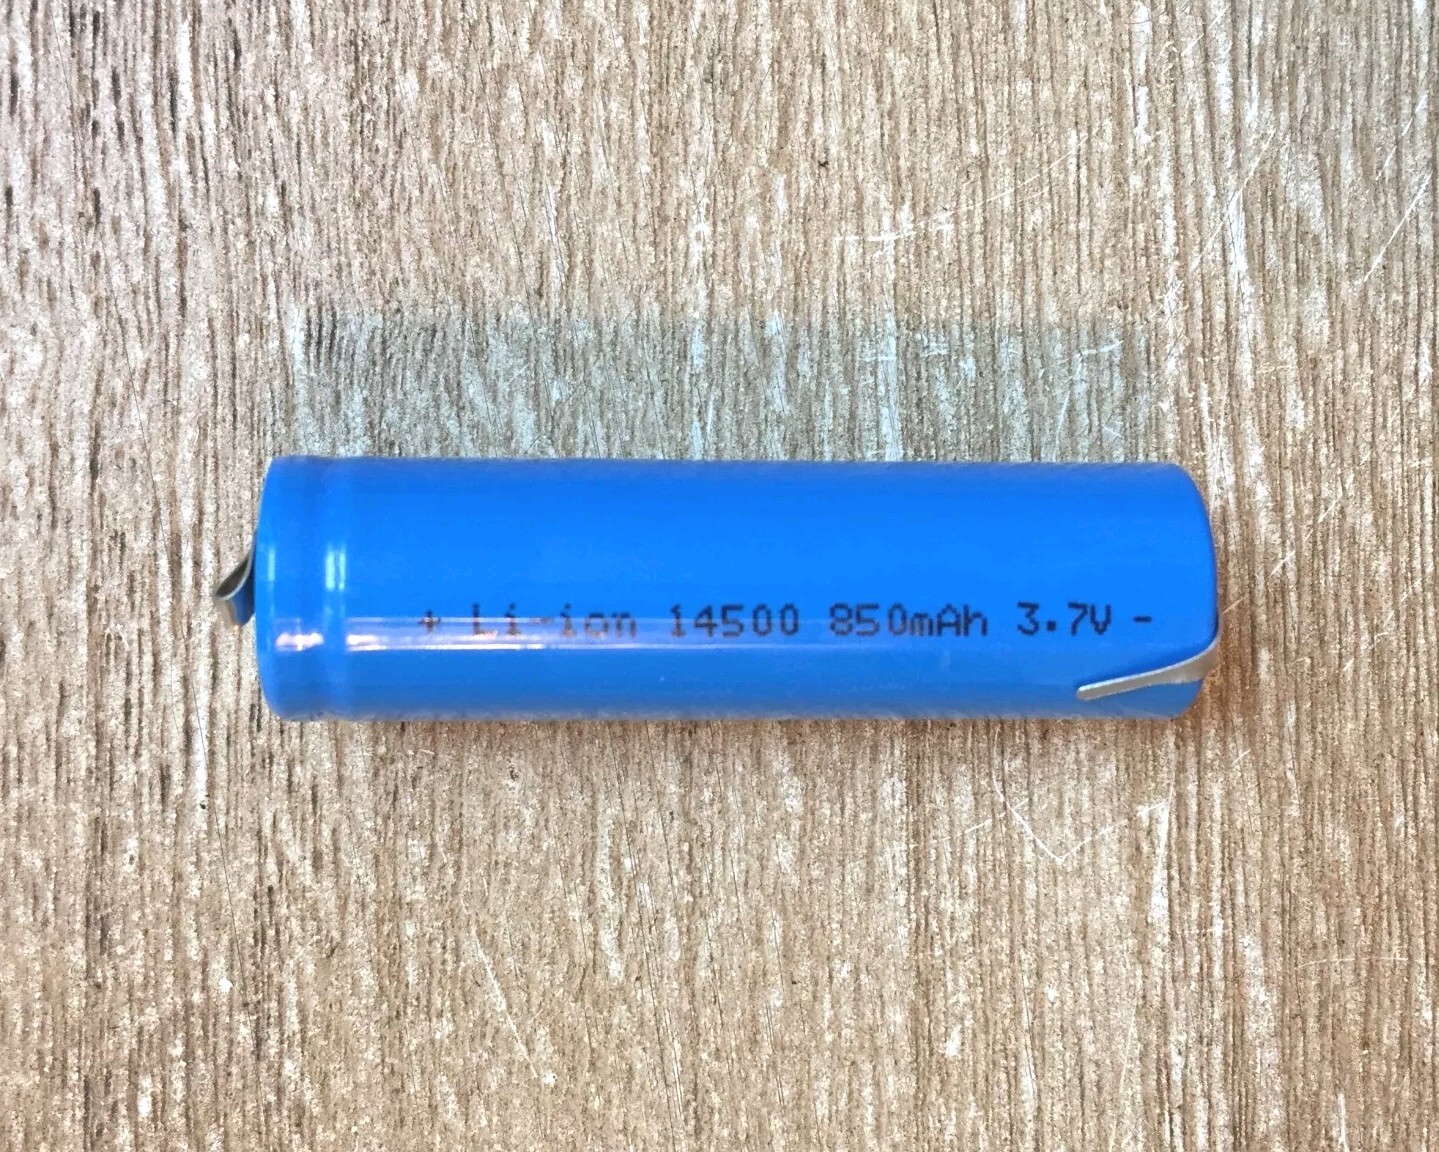 + Li-ion 14500 850mAh 3.7V -